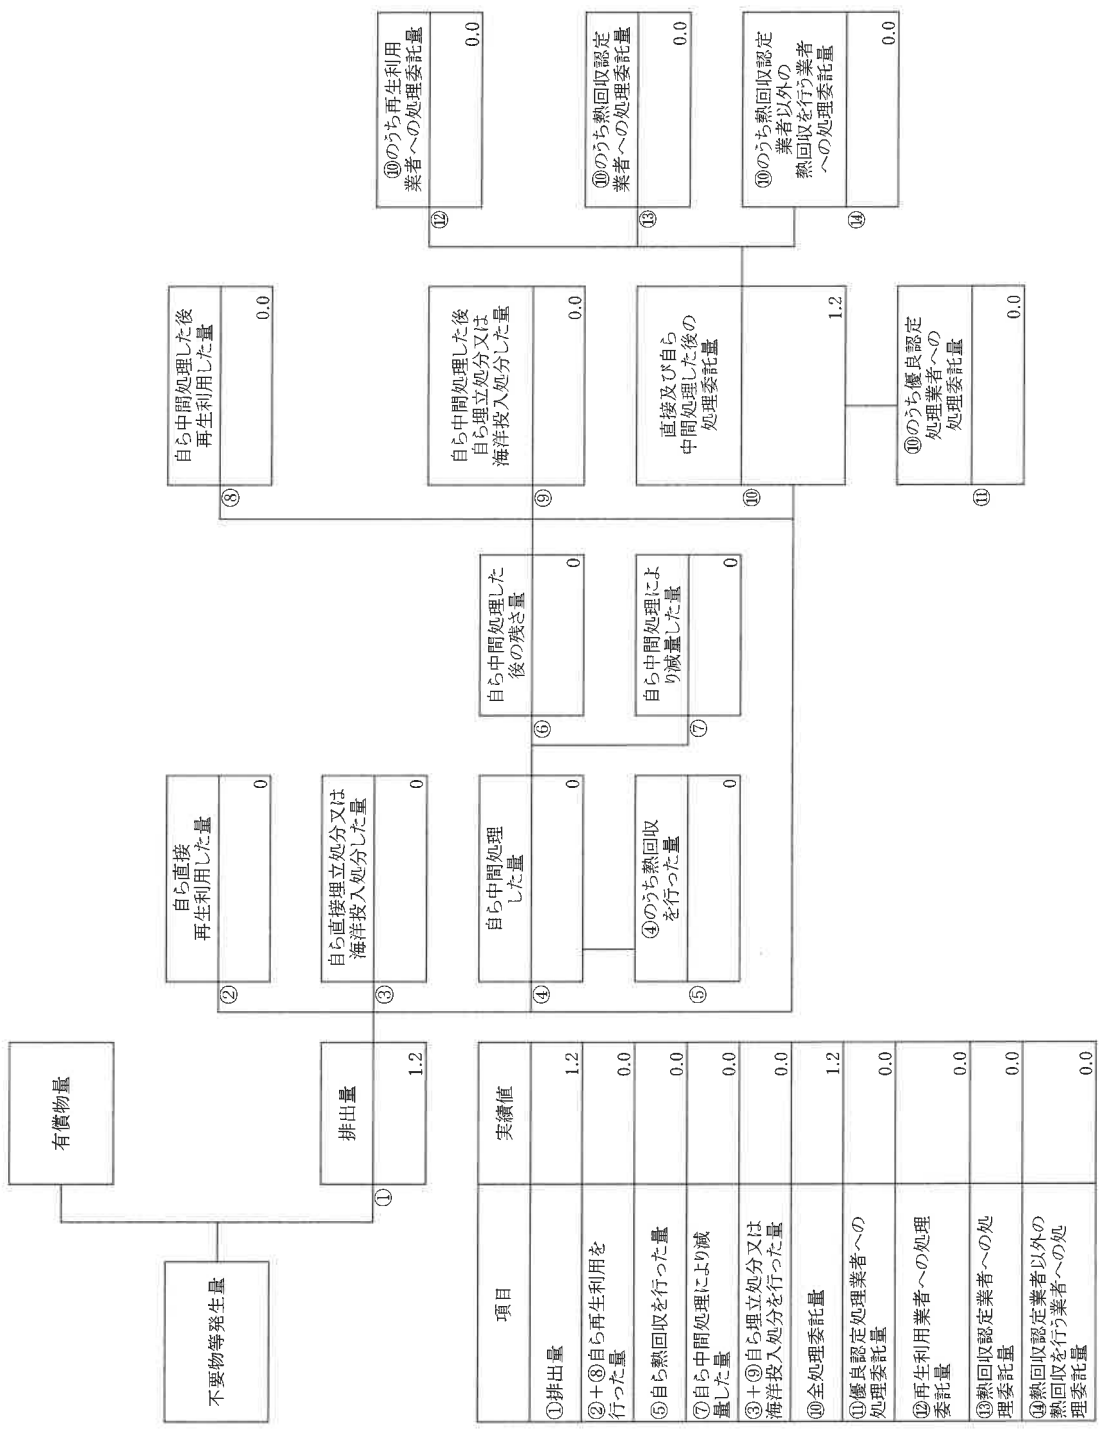 不要物等発生量
有償物量
①
排出量
1.2
②
自ら直接
再生利用した量
0
③
自ら直接埋立処分又は
海洋投入処分した量
0
④
自ら中間処理
した量
0
⑤
④のうち熱回収
を行った量
0
⑥
自ら中間処理した
後の残さ量
0
⑦
自ら中間処理によ
り減量した量
0
⑧
自ら中間処理した後
再生利用した量
0.0
⑨
自ら中間処理した後
自ら埋立処分又は
海洋投入処分した量
0.0
⑩
直接及び自ら
中間処理した後の
処理委託量
1.2
⑪
⑩のうち優良認定
処理業者への
処理委託量
0.0
⑫
⑩のうち再生利用
業者への処理委託量
0.0
⑬
⑩のうち熱回収認定
業者への処理委託量
0.0
⑭
⑩のうち熱回収認定
業者以外の
熱回収を行う業者
への処理委託量
0.0
項目
実績値
①排出量
1.2
②+⑧自ら再生利用を
行った量
0.0
⑤自ら熱回収を行った量
0.0
⑦自ら中間処理により減
量した量
0.0
③+⑨自ら埋立処分又は
海洋投入処分を行った量
0.0
⑩全処理委託量
1.2
⑪優良認定処理業者への
処理委託量
0.0
⑫再生利用業者への処理
委託量
0.0
⑬熱回収認定業者への処
理委託量
0.0
⑭熱回収認定業者以外の
熱回収を行う業者への処
理委託量
0.0